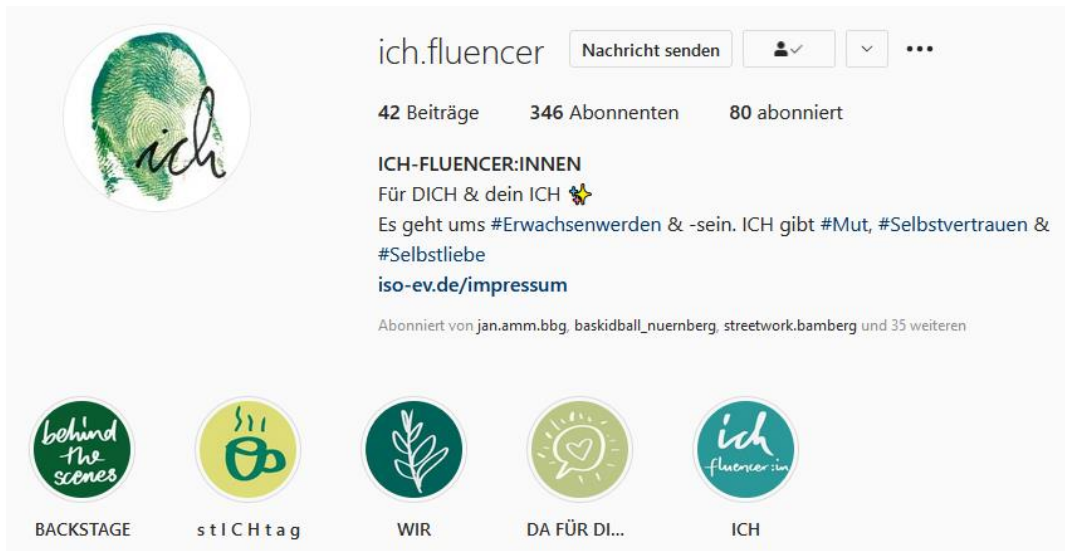 ich
ich.fluencer Nachricht senden
42 Beiträge 346 Abonnenten 80 abonniert
ICH-FLUENCER:INNEN
Für DICH & dein ICH ✨
Es geht ums #Erwachsenwerden & -sein. ICH gibt #Mut, #Selbstvertrauen &
#Selbstliebe
iso-ev.de/impressum
Abonniert von jan.amm.bbg, baskidball_nuernberg, streetwork.bamberg und 35 weiteren
behind
the
scenes
ich
fluencer:in
BACKSTAGE s t I C H t a g WIR DA FÜR DI... ICH